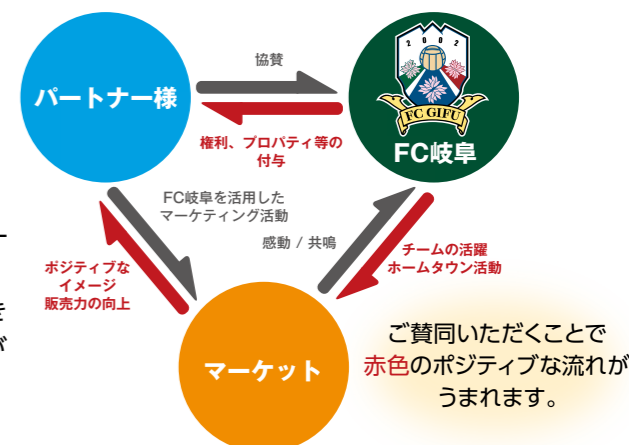 協賛
2002
パートナー様
FC GIFU
FC岐阜
権利、プロパティ等の
付与
FC岐阜を活用した
マーケティング活動
感動 / 共鳴
チームの活躍
ホームタウン活動
ー
ポジティブな
イメージ
販売力の向上
き
が
マーケット
ご賛同いただくことで
赤色のポジティブな流れが
うまれます。